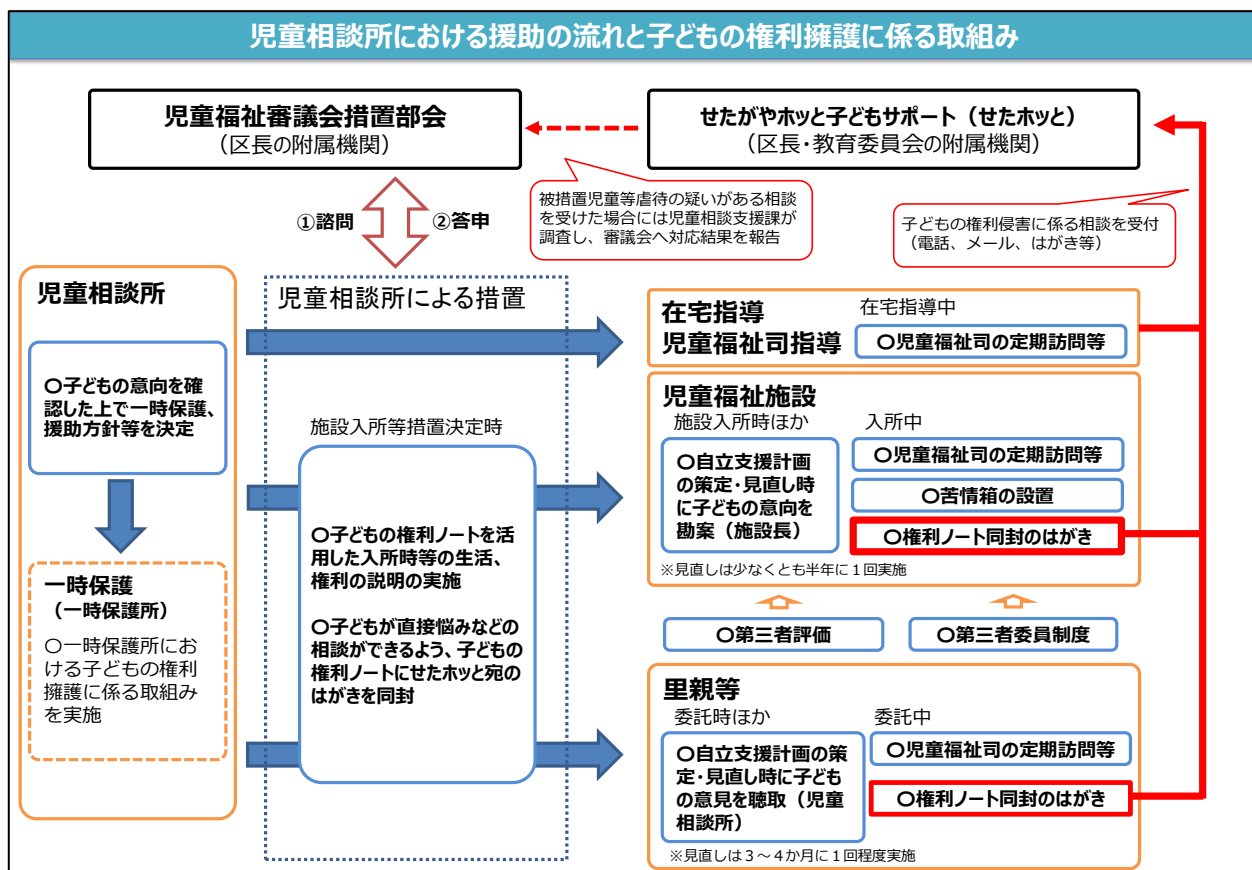 児童相談所における援助の流れと子どもの権利擁護に係る取組み
児童福祉審議会措置部会
（区長の附属機関）
せたがやホッと子どもサポート（せたホッと）
（区長・教育委員会の附属機関）
被措置児童等虐待の疑いがある相談
を受けた場合には児童相談支援課が
調査し、審議会へ対応結果を報告
子どもの権利侵害に係る相談を受付
（電話、メール、はがき等）
①諮問
②答申
児童相談所
〇子どもの意向を確
認した上で一時保護、
援助方針等を決定
一時保護
（一時保護所）
〇一時保護所にお
ける子どもの権利
擁護に係る取組み
を実施
児童相談所による措置
施設入所等措置決定時
〇子どもの権利ノートを活
用した入所時等の生活、
権利の説明の実施
〇子どもが直接悩みなどの
相談ができるよう、子どもの
権利ノートにせたホッと宛の
はがきを同封
在宅指導
児童福祉司指導
在宅指導中
〇児童福祉司の定期訪問等
児童福祉施設
施設入所時ほか
〇自立支援計画
の策定・見直し時
に子どもの意向を
勘案（施設長）
入所中
〇児童福祉司の定期訪問等
〇苦情箱の設置
〇権利ノート同封のはがき
※見直しは少なくとも半年に１回実施
〇第三者評価
〇第三者委員制度
里親等
委託時ほか
〇自立支援計画の策
定・見直し時に子ども
の意見を聴取（児童
相談所）
委託中
〇児童福祉司の定期訪問等
〇権利ノート同封のはがき
※見直しは３～４か月に１回程度実施